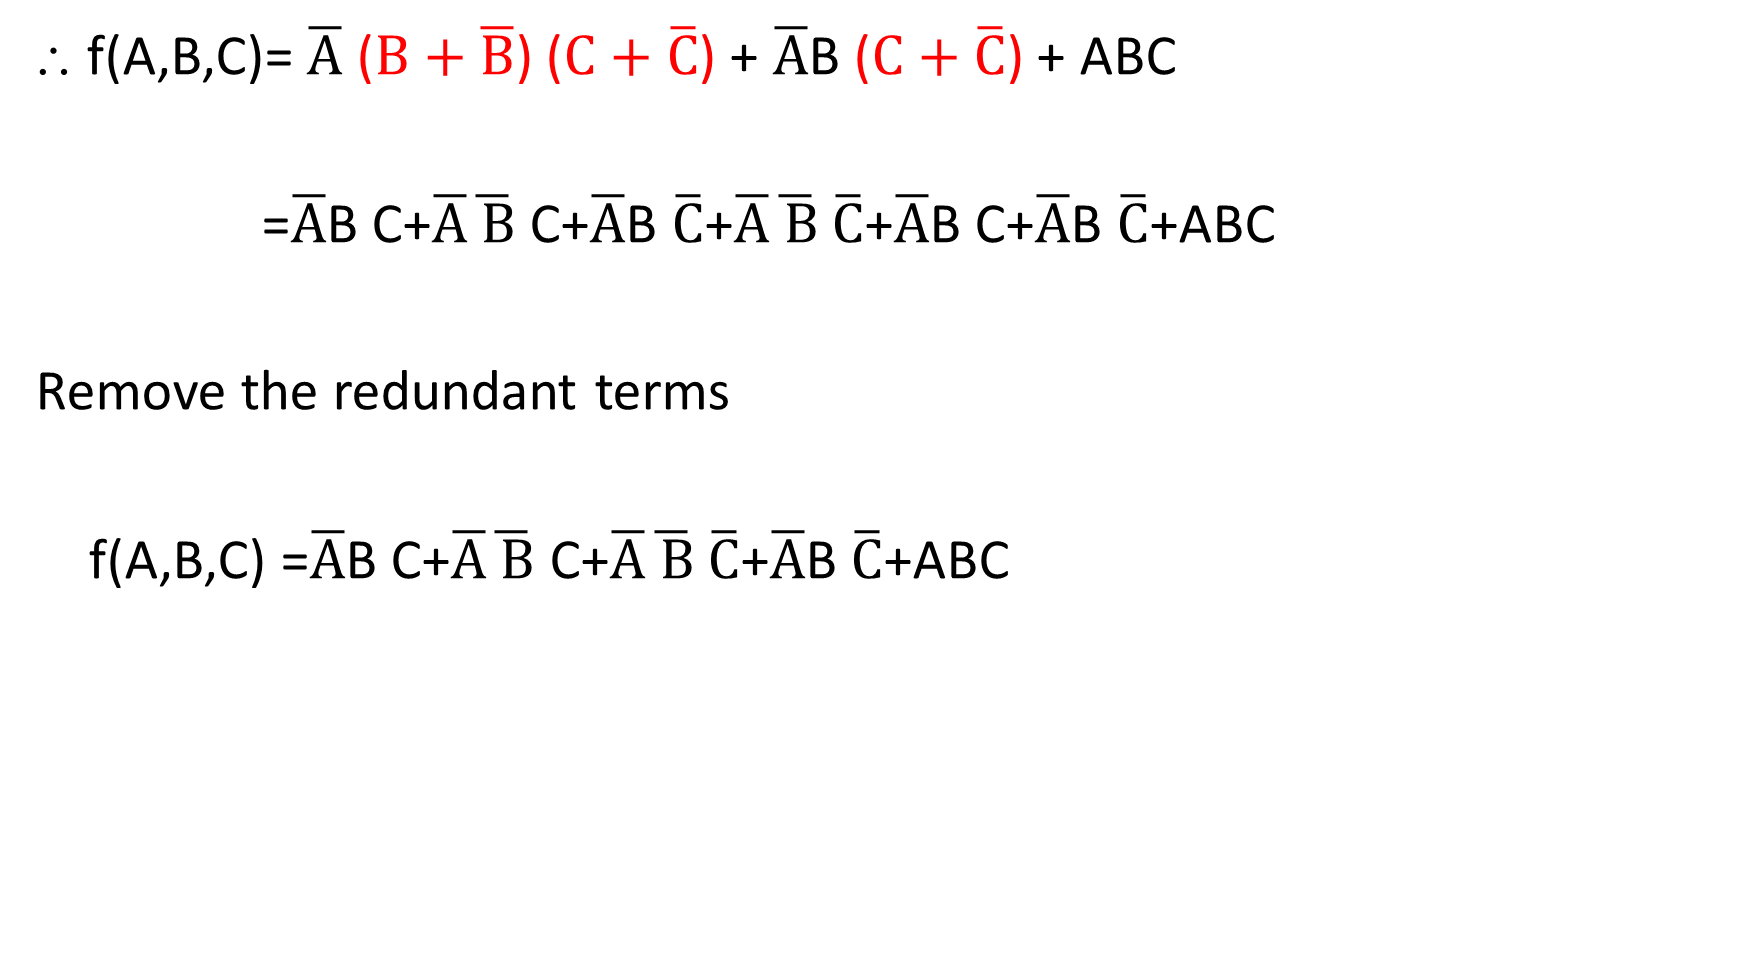 ∴ f(A,B,C)= A̅ (B + B̅) (C + C̅) + A̅B (C + C̅) + ABC
=A̅B C+A̅ B̅ C+A̅B C̅+A̅ B̅ C̅+A̅B C+A̅B C̅+ABC
Remove the redundant terms
f(A,B,C) =A̅B C+A̅ B̅ C+A̅ B̅ C̅+A̅B C̅+ABC